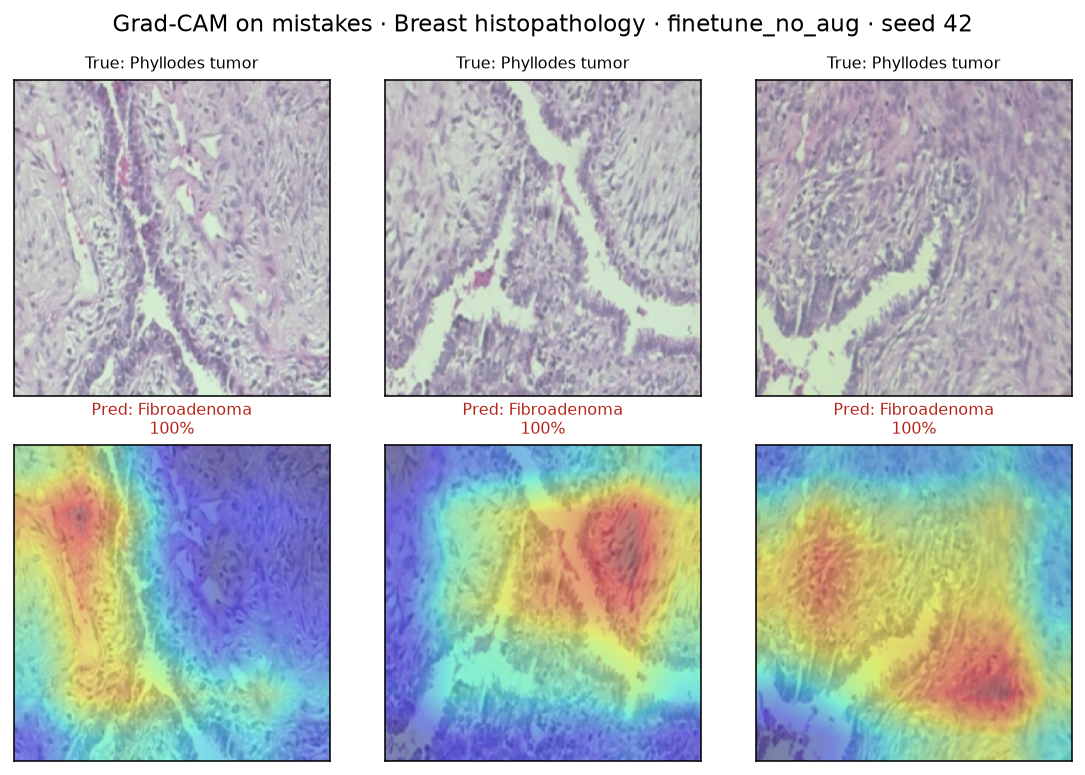 Grad-CAM on mistakes · Breast histopathology · finetune_no_aug · seed 42
True: Phyllodes tumor
True: Phyllodes tumor
True: Phyllodes tumor
Pred: Fibroadenoma
100%
Pred: Fibroadenoma
100%
Pred: Fibroadenoma
100%